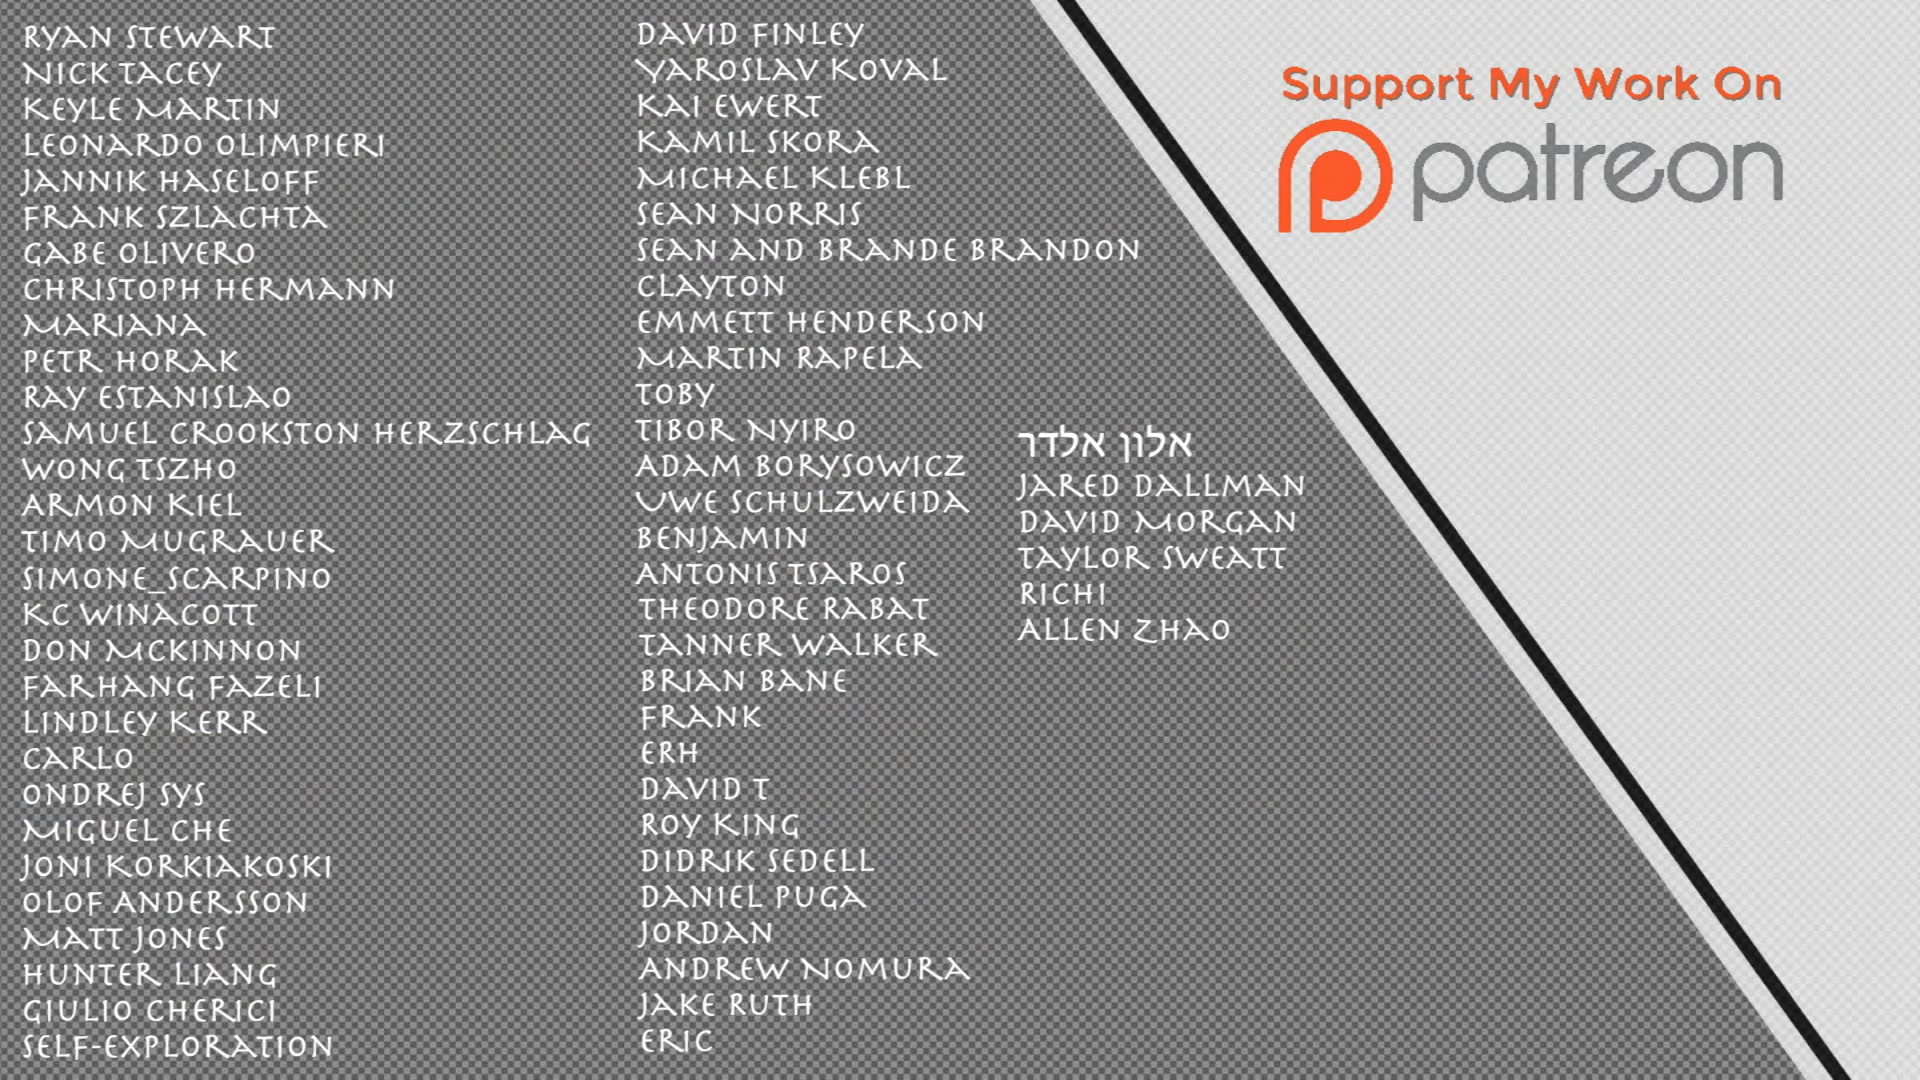 RYAN STEWART
NICK TACEY
KEYLE MARTIN
LEONARDO OLIMPIERI
JANNIK HASELOFF
FRANK SZLACHTA
GABE OLIVERO
CHRISTOPH HERMANN
MARIANA
PETR HORAK
RAY ESTANISLAO
SAMUEL CROOKSTON HERZSCHLAG
WONG TSZHO
ARMON KIEL
TIMO MUGRAUER
SIMONE_SCARPINO
KC WINACOTT
DON MCKINNON
FARHANG FAZELI
LINDLEY KERR
CARLO
ONDREJ SYS
MIGUEL CHE
JONI KORKIAKOSKI
OLOF ANDERSSON
MATT JONES
HUNTER LIANG
GIULIO CHERICI
SELF-EXPLORATION
DAVID FINLEY
YAROSLAV KOVAL
KAI EWERT
KAMIL SKORA
MICHAEL KLEBL
SEAN NORRIS
SEAN AND BRANDE BRANDON
CLAYTON
EMMETT HENDERSON
MARTIN RAPELA
TOBY
TIBOR NYIRO
ADAM BORYSOWICZ
UWE SCHULZWEIDA
BENJAMIN
ANTONIS TSAROS
THEODORE RABAT
TANNER WALKER
BRIAN BANE
FRANK
ERH
DAVID T
ROY KING
DIDRIK SEDELL
DANIEL PUGA
JORDAN
ANDREW NOMURA
JAKE RUTH
ERIC
אלון אלדר
JARED DALLMAN
DAVID MORGAN
TAYLOR SWEATT
RICHI
ALLEN ZHAO
Support My Work On
patreon